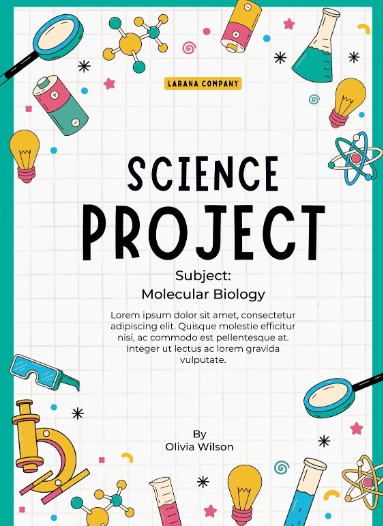 LARANA COMPANY
SCIENCE
PROJECT
Subject:
Molecular Biology
Lorem ipsum dolor sit amet, consectetur
adipiscing elit. Quisque molestie efficitur
nisi, ac commodo est pellentesque at.
Integer ut lectus ac lorem gravida
vulputate.
By
Olivia Wilson